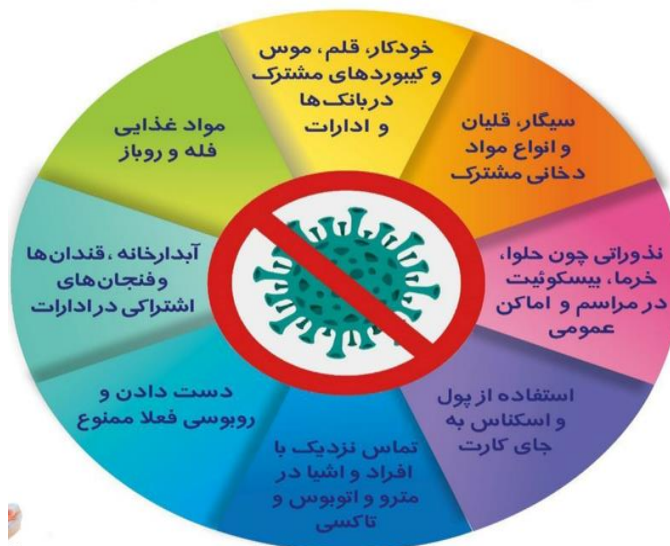 خودکار، قلم، موس
و کیبوردهای مشترک
در بانک‌ها
و ادارات
سیگار، قلیان
و انواع مواد
دخانی مشترک
نذوراتی چون حلوا،
خرما، بیسکوئیت
در مراسم و اماکن
عمومی
استفاده از پول
و اسکناس به
جای کارت
تماس نزدیک با
افراد و اشیا در
مترو و اتوبوس و
تاکسی
دست دادن و
روبوسی فعلا ممنوع
آبدارخانه، قندان‌ها
وفنجان‌های
اشتراکی در ادارات
مواد غذایی
فله و روباز